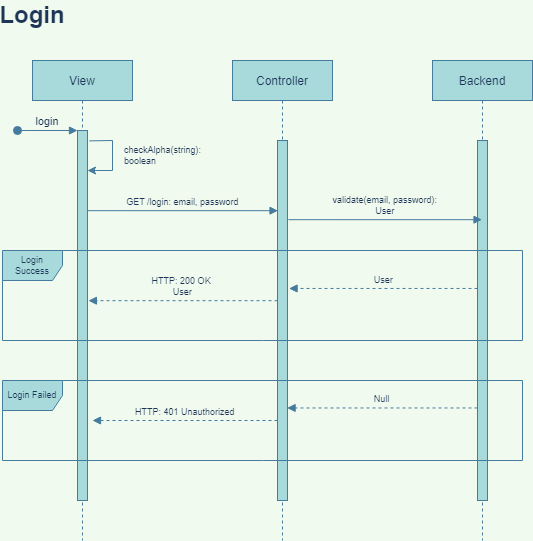 Login
View
Controller
Backend
login
checkAlpha(string):
boolean
GET /login: email, password
validate(email, password):
User
Login
Success
HTTP: 200 OK
User
User
Login Failed
Null
HTTP: 401 Unauthorized